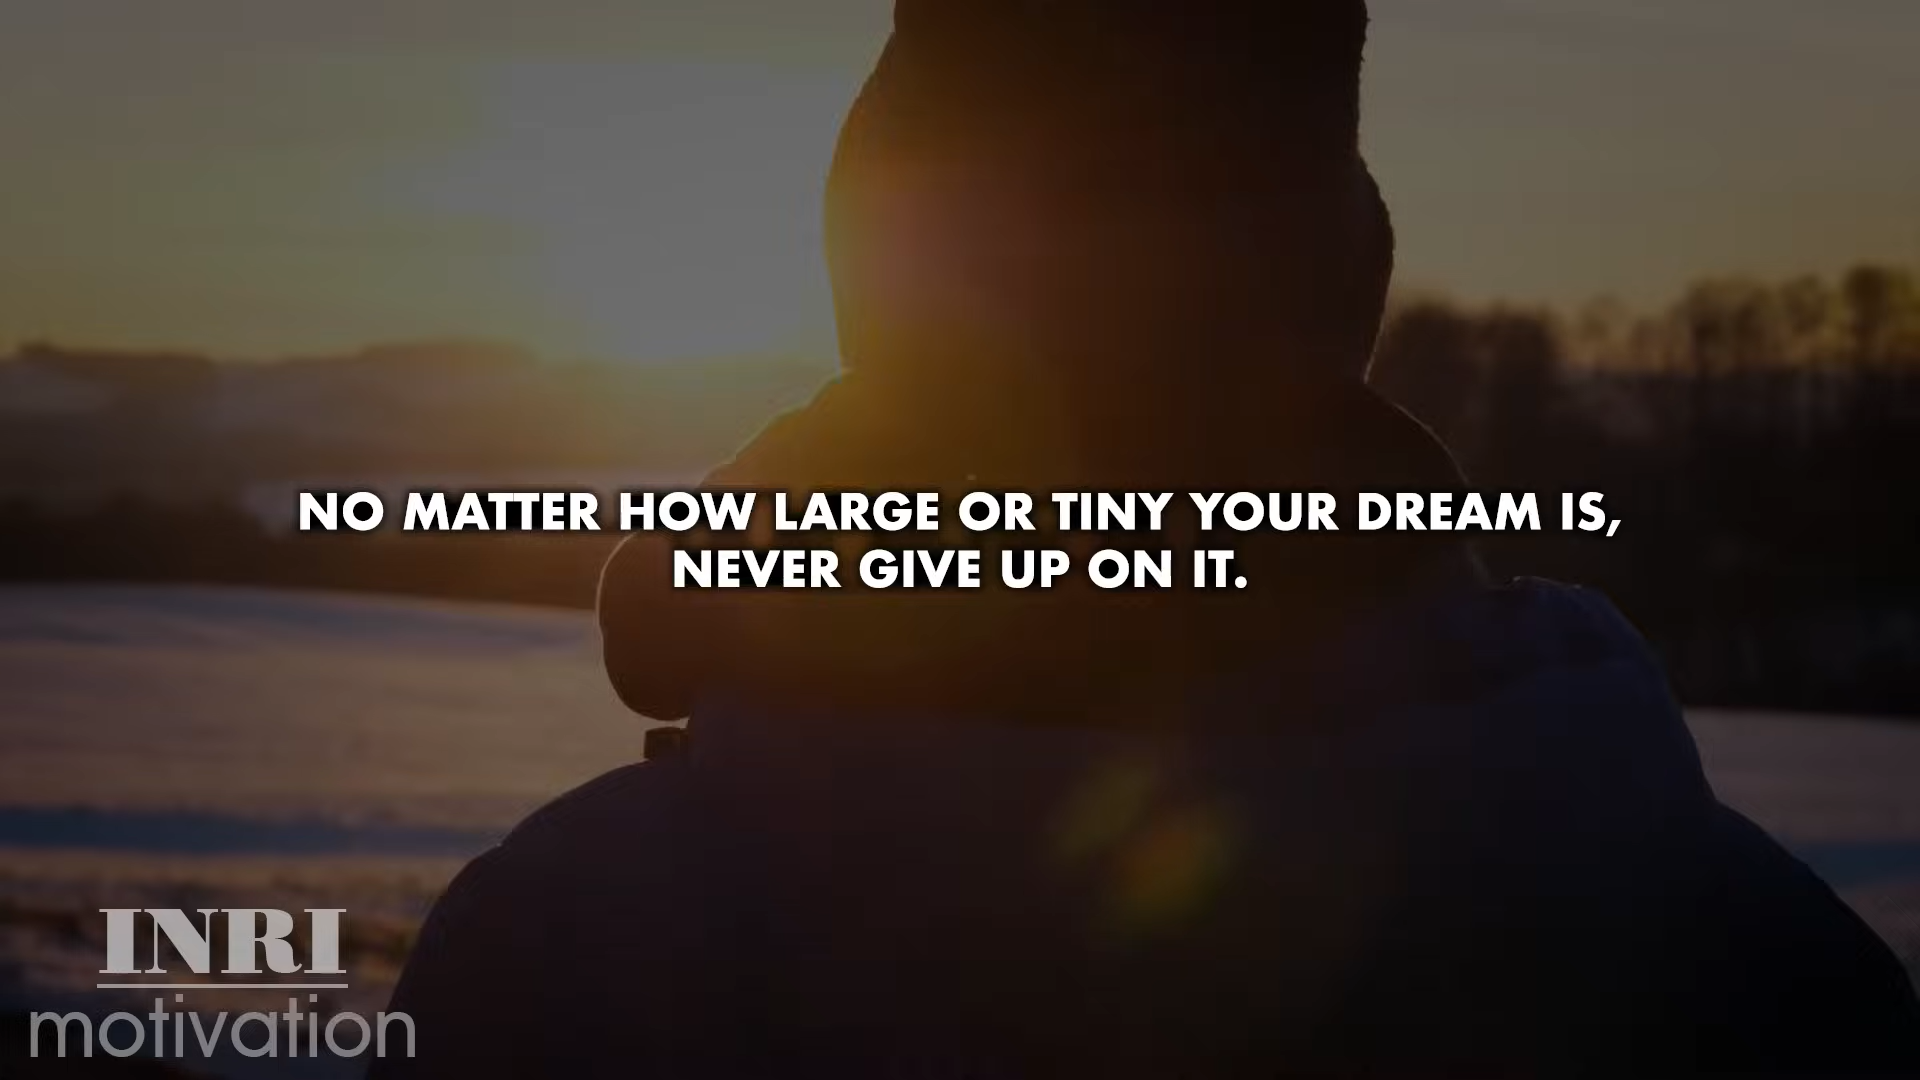 NO MATTER HOW LARGE OR TINY YOUR DREAM IS,
NEVER GIVE UP ON IT.
INRI
motivation